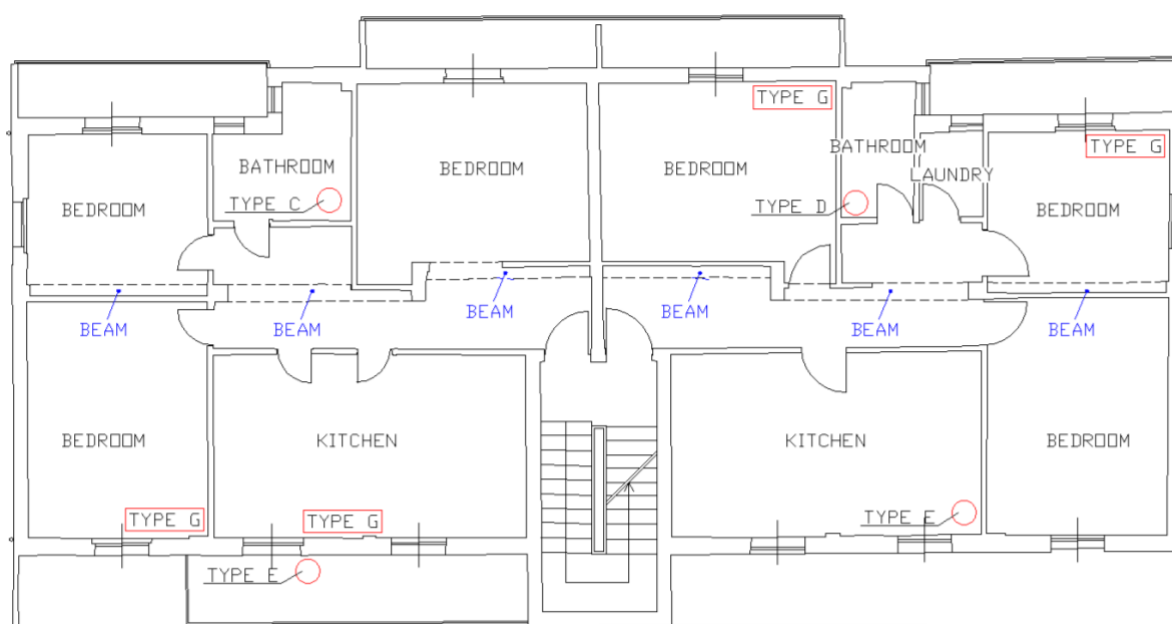 TYPE G
TYPE G
BATHROOM
BEDROOM
BEDROOM
BATHROOM
LAUNDRY
TYPE C
BEDROOM
TYPE D
BEDROOM
BEAM
BEAM
BEAM
BEAM
BEAM
BEAM
BEDROOM
KITCHEN
KITCHEN
BEDROOM
TYPE G
TYPE G
TYPE E
TYPE E